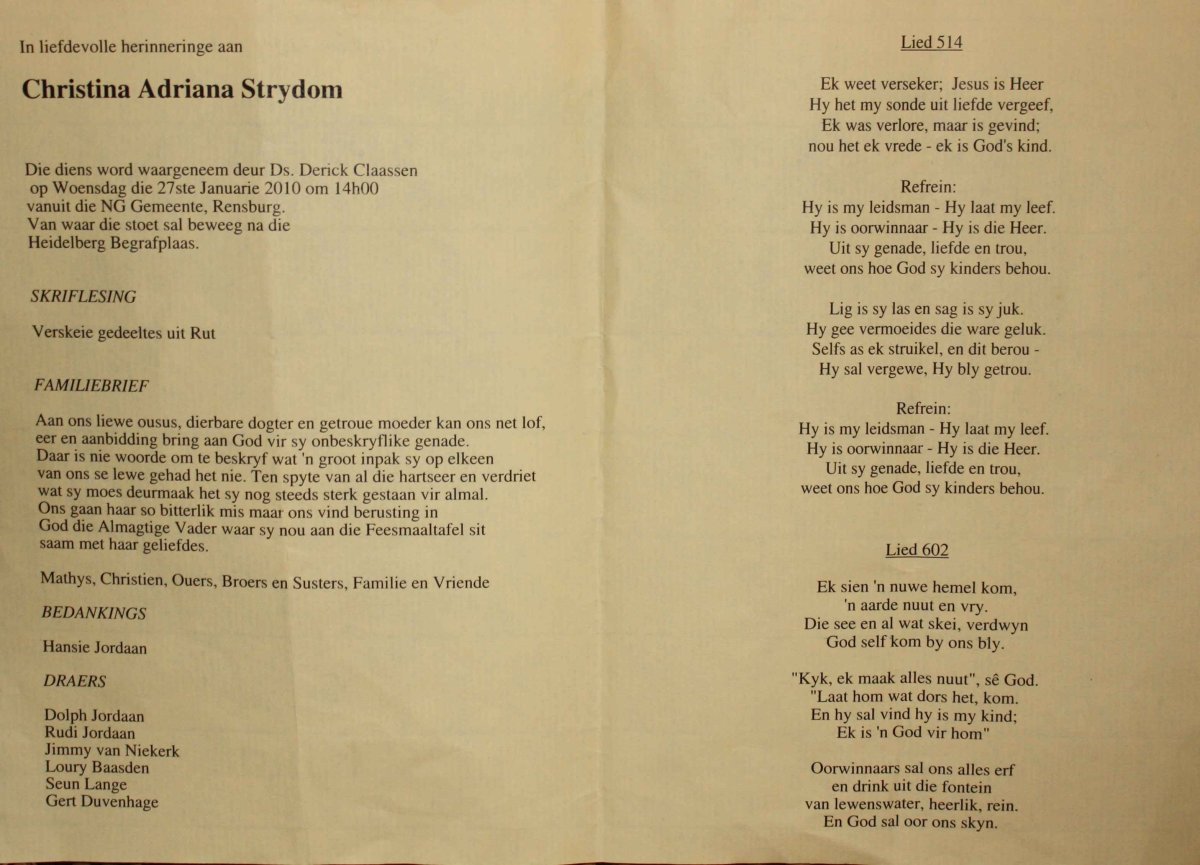 In liefdevolle herinneringe aan
Christina Adriana Strydom
Die diens word waargeneem deur Ds. Derick Claassen
op Woensdag die 27ste Januarie 2010 om 14h00
vanuit die NG Gemeente, Rensburg.
Van waar die stoet sal beweeg na die
Heidelberg Begrafplaas.
SKRIFLESING
Verskeie gedeeltes uit Rut
FAMILIEBRIEF
Aan ons liewe ousus, dierbare dogter en getroue moeder kan ons net lof,
eer en aanbidding bring aan God vir sy onbeskryflike genade.
Daar is nie woorde om te beskryf wat 'n groot inpak sy op elkeen
van ons se lewe gehad het nie. Ten spyte van al die hartseer en verdriet
wat sy moes deurmaak het sy nog steeds sterk gestaan vir almal.
Ons gaan haar so bitterlik mis maar ons vind berusting in
God die Almagtige Vader waar sy nou aan die Feesmaaltafel sit
saam met haar geliefdes.
Mathys, Christien, Ouers, Broers en Susters, Familie en Vriende
BEDANKINGS
Hansie Jordaan
DRAERS
Dolph Jordaan
Rudi Jordaan
Jimmy van Niekerk
Loury Baasden
Seun Lange
Gert Duvenhage
Lied 514
Ek weet verseker; Jesus is Heer
Hy het my sonde uit liefde vergeef,
Ek was verlore, maar is gevind;
nou het ek vrede - ek is God's kind.
Refrein:
Hy is my leidsman - Hy laat my leef.
Hy is oorwinnaar - Hy is die Heer.
Uit sy genade, liefde en trou,
weet ons hoe God sy kinders behou.
Lig is sy las en sag is sy juk.
Hy gee vermoeides die ware geluk.
Selfs as ek struikel, en dit berou -
Hy sal vergewe, Hy bly getrou.
Refrein:
Hy is my leidsman - Hy laat my leef.
Hy is oorwinnaar - Hy is die Heer.
Uit sy genade, liefde en trou,
weet ons hoe God sy kinders behou.
Lied 602
Ek sien 'n nuwe hemel kom,
'n aarde nuut en vry.
Die see en al wat skei, verdwyn
God self kom by ons bly.
"Kyk, ek maak alles nuut", sê God.
"Laat hom wat dors het, kom.
En hy sal vind hy is my kind;
Ek is 'n God vir hom"
Oorwinnaars sal ons alles erf
en drink uit die fontein
van lewenswater, heerlik, rein.
En God sal oor ons skyn.